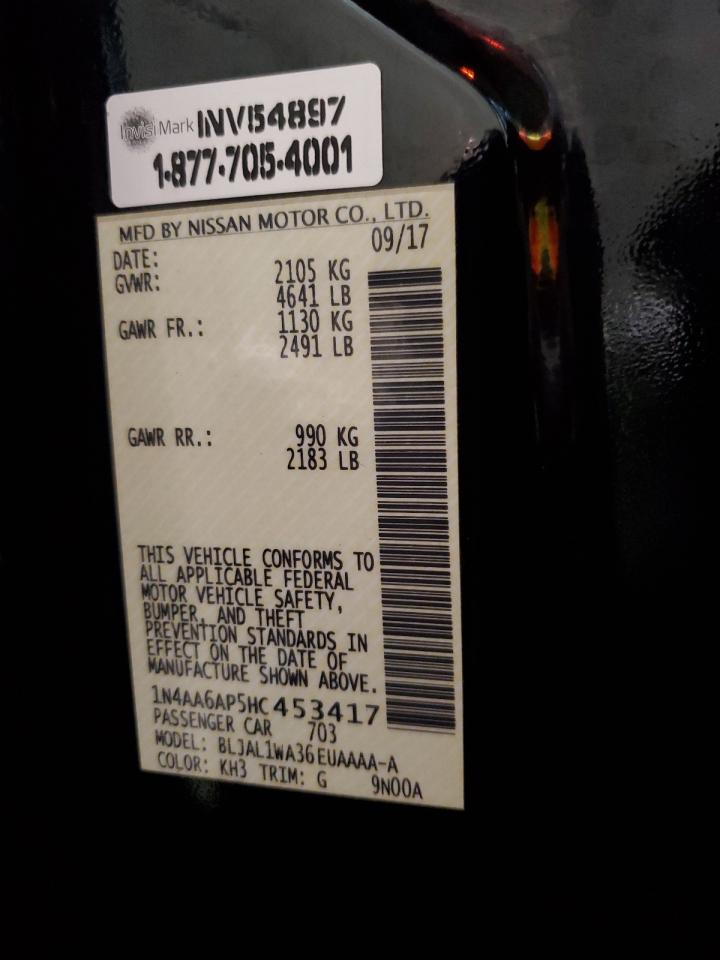 InvisiMark INVI54897
1-877-705-4001
MFD BY NISSAN MOTOR CO., LTD.
DATE: 09/17
GVWR: 2105 KG
4641 LB
GAWR FR.: 1130 KG
2491 LB
GAWR RR.: 990 KG
2183 LB
THIS VEHICLE CONFORMS TO
ALL APPLICABLE FEDERAL
MOTOR VEHICLE SAFETY,
BUMPER, AND THEFT
PREVENTION STANDARDS IN
EFFECT ON THE DATE OF
MANUFACTURE SHOWN ABOVE.
1N4AA6AP5HC453417
PASSENGER CAR 703
MODEL: BLJAL1WA36EUAAAA-A
COLOR: KH3 TRIM: G 9N00A